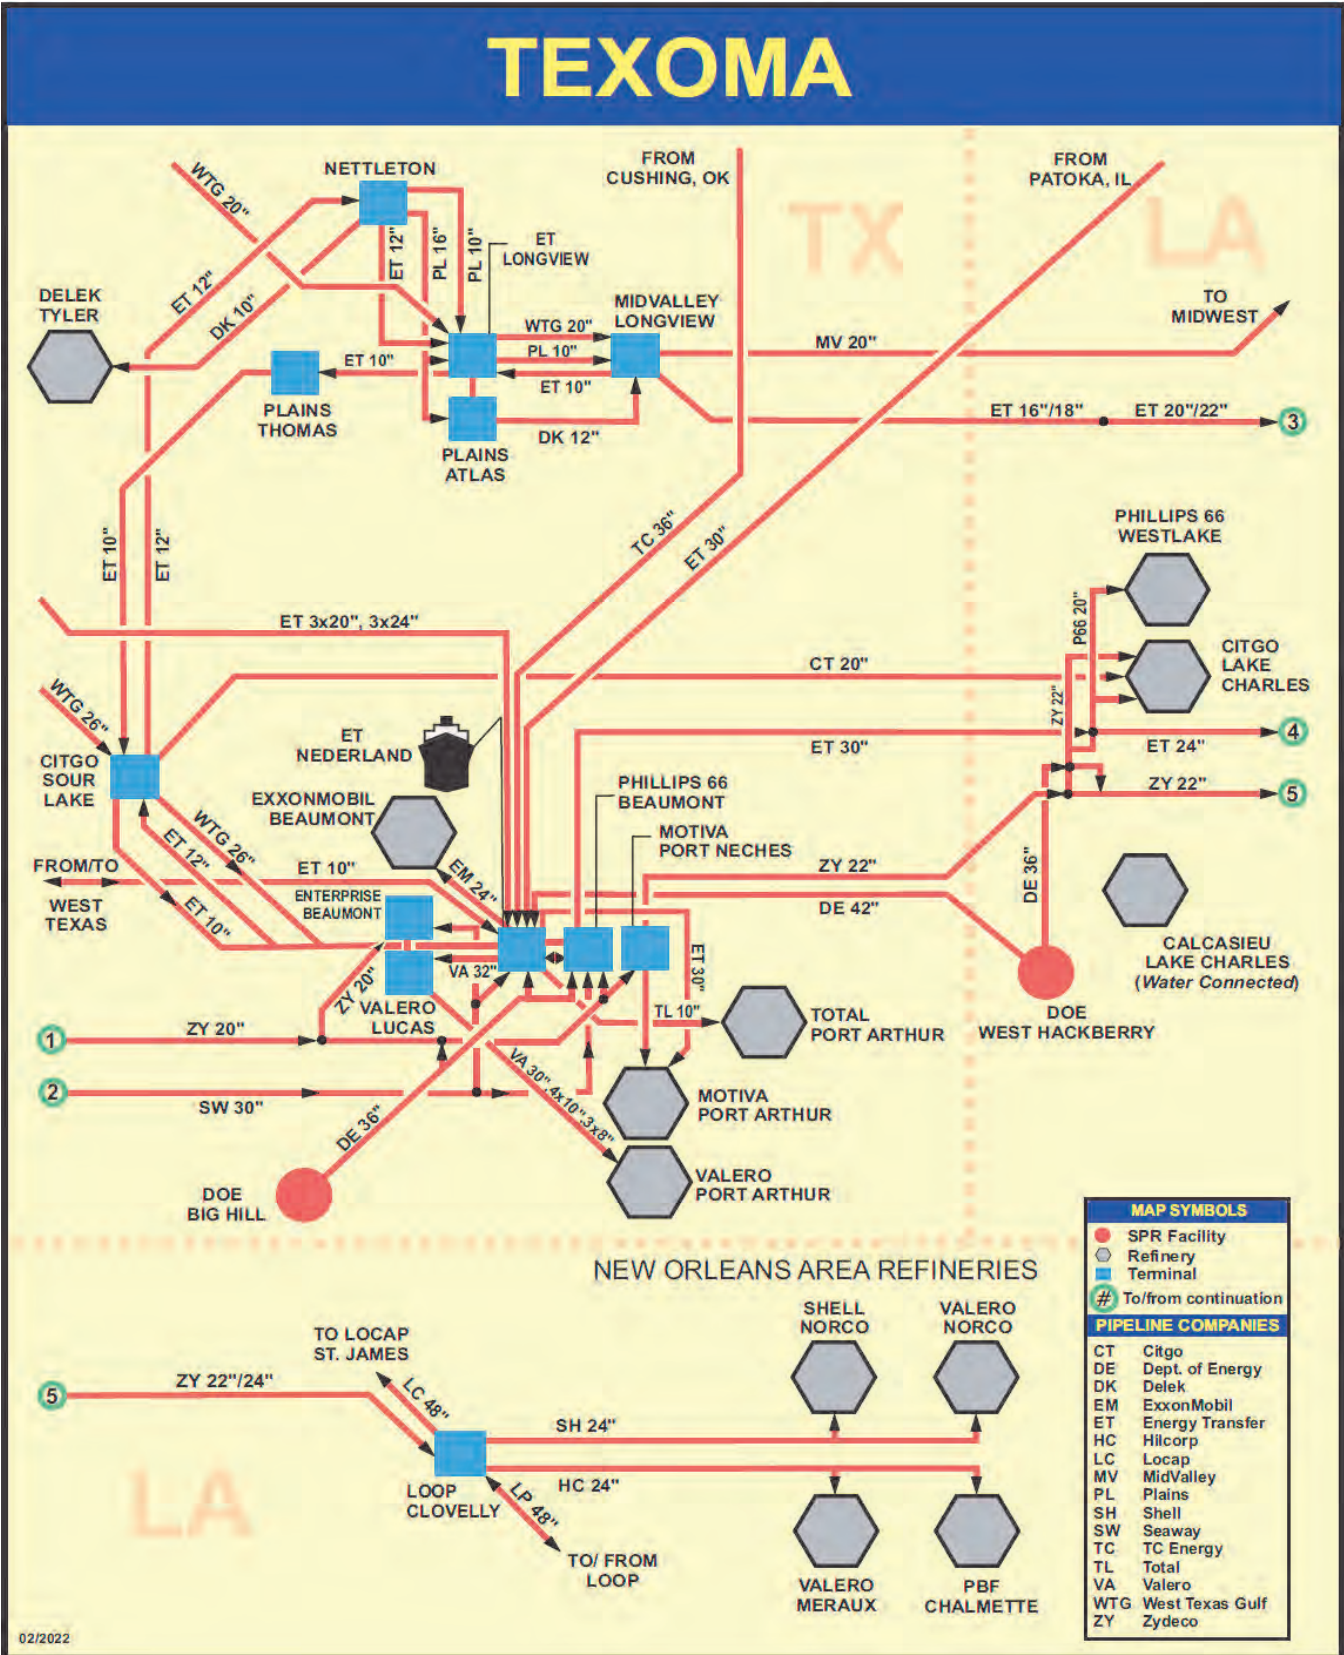 TEXOMA
NETTLETON
FROM
CUSHING, OK
FROM
PATOKA, IL
TX
LA
WTG 20"
ET 12"
PL 16"
PL 10"
ET
LONGVIEW
ET 12"
DK 10"
DELEK
TYLER
MIDVALLEY
LONGVIEW
TO
MIDWEST
WTG 20"
PL 10"
ET 10"
MV 20"
ET 10"
PLAINS
THOMAS
DK 12"
PLAINS
ATLAS
ET 16"/18"
ET 20"/22"
3
TC 36"
ET 30"
ET 10"
ET 12"
PHILLIPS 66
WESTLAKE
P66 20"
ET 3x20", 3x24"
CT 20"
CITGO
LAKE
CHARLES
ZY 22"
WTG 26"
ET
NEDERLAND
ET 30"
ET 24"
4
CITGO
SOUR
LAKE
PHILLIPS 66
BEAUMONT
ZY 22"
5
EXXONMOBIL
BEAUMONT
MOTIVA
PORT NECHES
WTG 26"
ET 12"
FROM/TO
WEST
TEXAS
ET 10"
EM 24"
ZY 22"
DE 36"
ENTERPRISE
BEAUMONT
ET 10"
DE 42"
CALCASIEU
LAKE CHARLES
(Water Connected)
VA 32"
ET 30"
ZY 20"
VALERO
LUCAS
TL 10"
TOTAL
PORT ARTHUR
DOE
WEST HACKBERRY
1
ZY 20"
2
SW 30"
VA 30",4x10",3x8"
MOTIVA
PORT ARTHUR
DE 36"
VALERO
PORT ARTHUR
DOE
BIG HILL
MAP SYMBOLS
SPR Facility
Refinery
Terminal
# To/from continuation
PIPELINE COMPANIES
CT Citgo
DE Dept. of Energy
DK Delek
EM ExxonMobil
ET Energy Transfer
HC Hilcorp
LC Locap
MV MidValley
PL Plains
SH Shell
SW Seaway
TC TC Energy
TL Total
VA Valero
WTG West Texas Gulf
ZY Zydeco
NEW ORLEANS AREA REFINERIES
SHELL
NORCO
VALERO
NORCO
TO LOCAP
ST. JAMES
5
ZY 22"/24"
LC 48"
SH 24"
HC 24"
LOOP
CLOVELLY
LP 48"
LA
TO/ FROM
LOOP
VALERO
MERAUX
PBF
CHALMETTE
02/2022